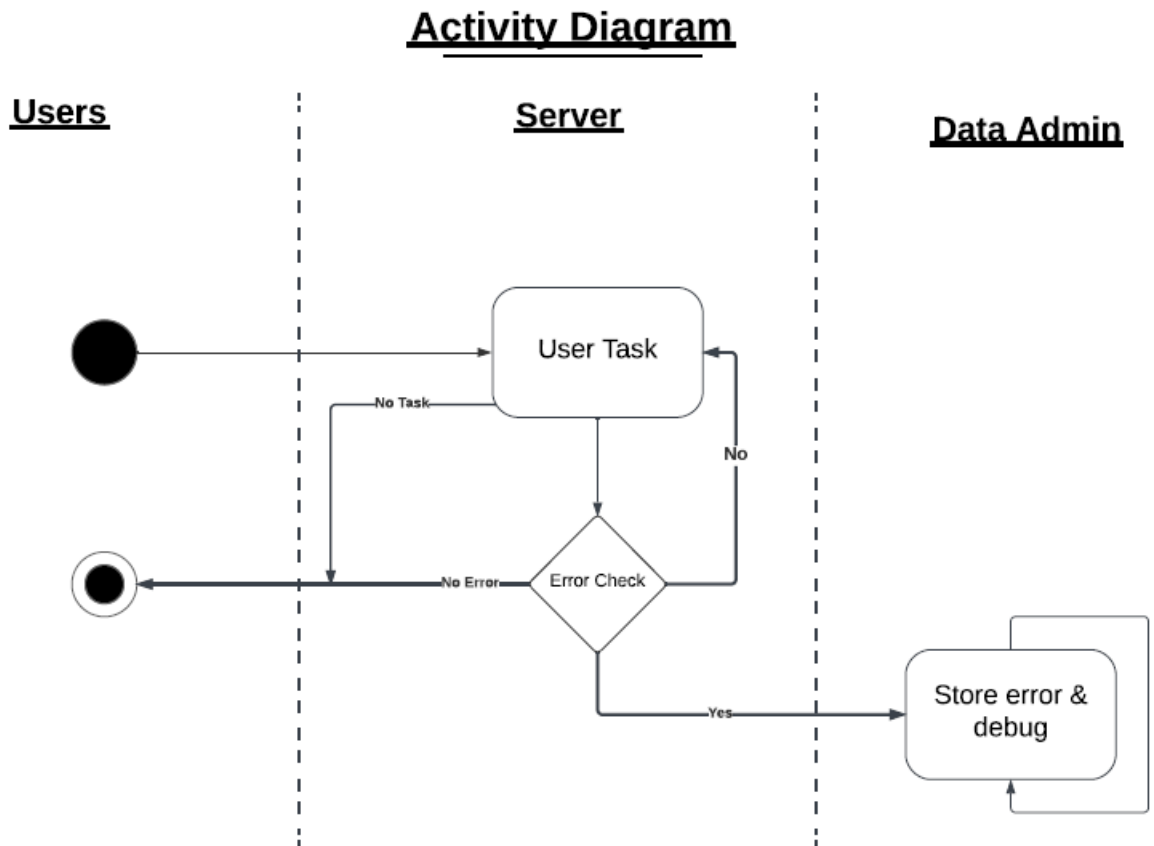 Activity Diagram
Users
Server
Data Admin
User Task
No Task
No
No Error
Error Check
Store error &
debug
Yes